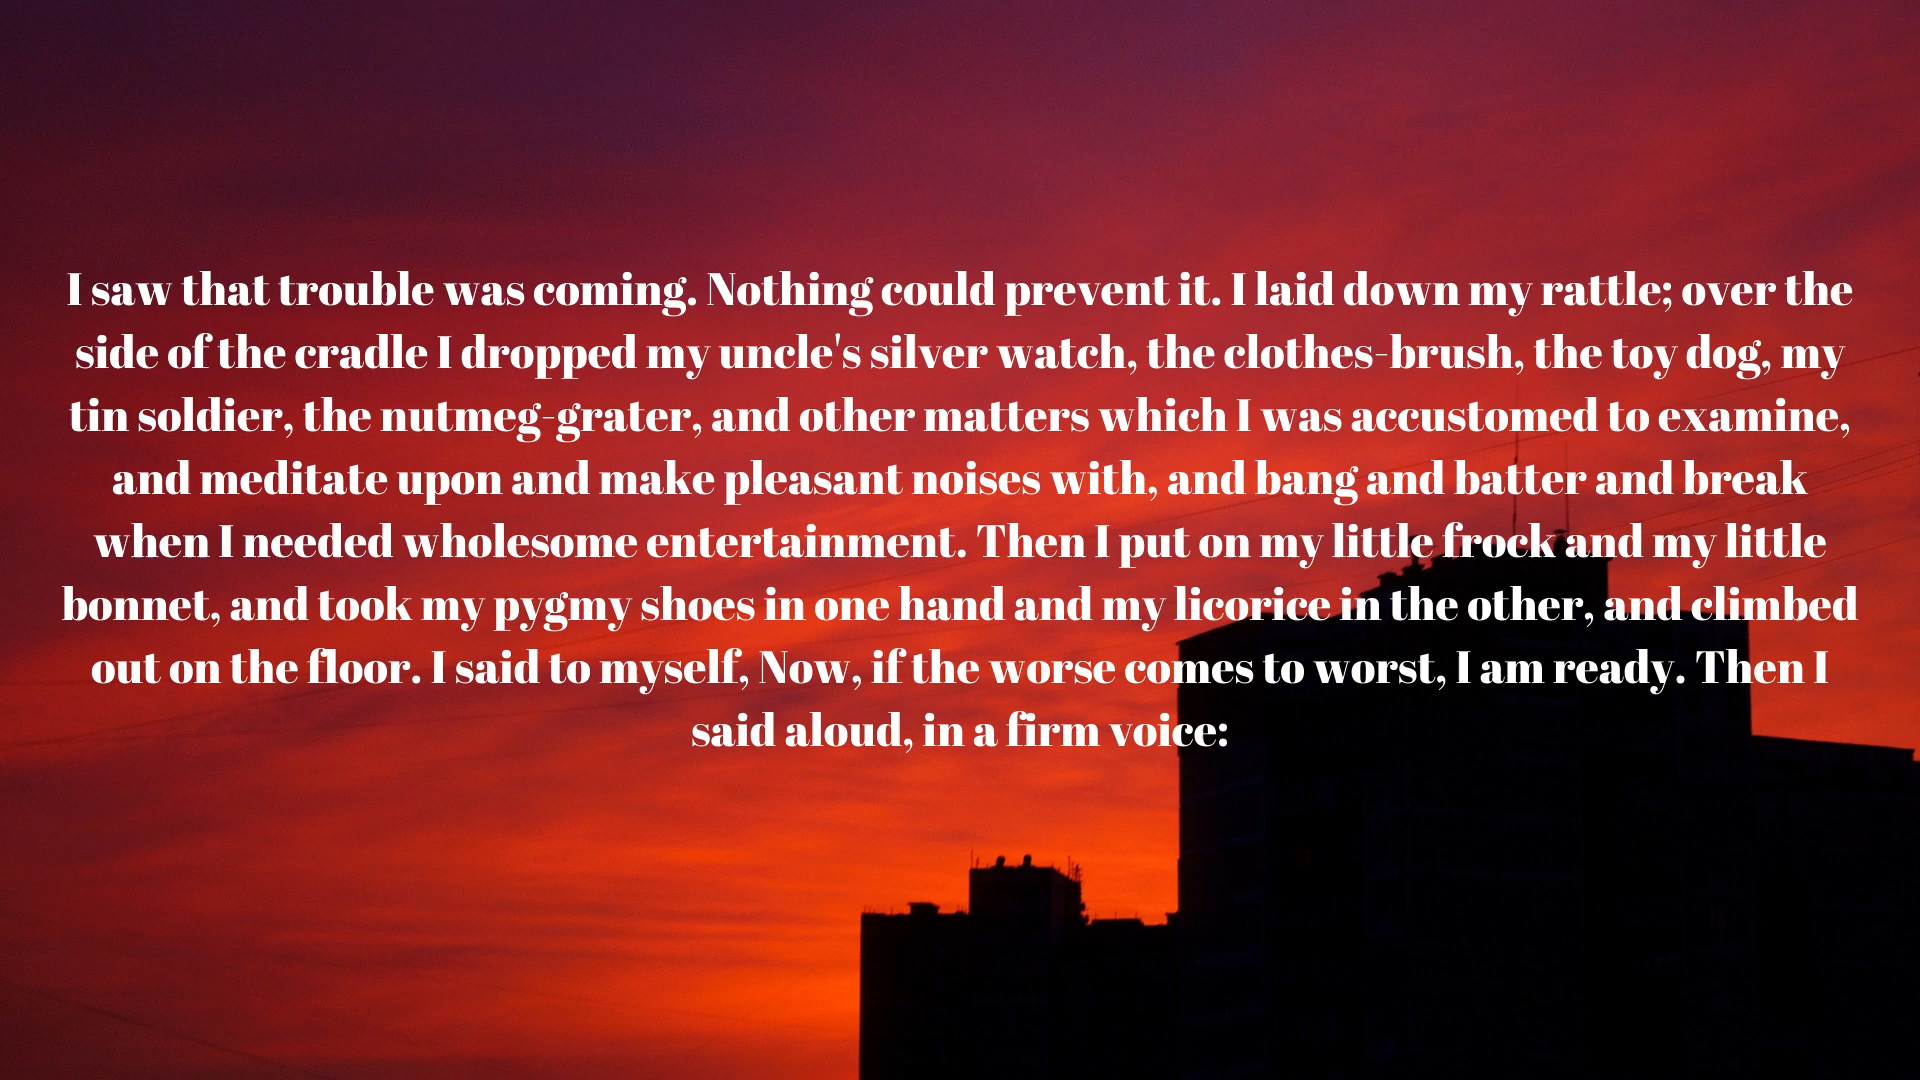 I saw that trouble was coming. Nothing could prevent it. I laid down my rattle; over the
side of the cradle I dropped my uncle's silver watch, the clothes-brush, the toy dog, my
tin soldier, the nutmeg-grater, and other matters which I was accustomed to examine,
and meditate upon and make pleasant noises with, and bang and batter and break
when I needed wholesome entertainment. Then I put on my little frock and my little
bonnet, and took my pygmy shoes in one hand and my licorice in the other, and climbed
out on the floor. I said to myself, Now, if the worse comes to worst, I am ready. Then I
said aloud, in a firm voice: